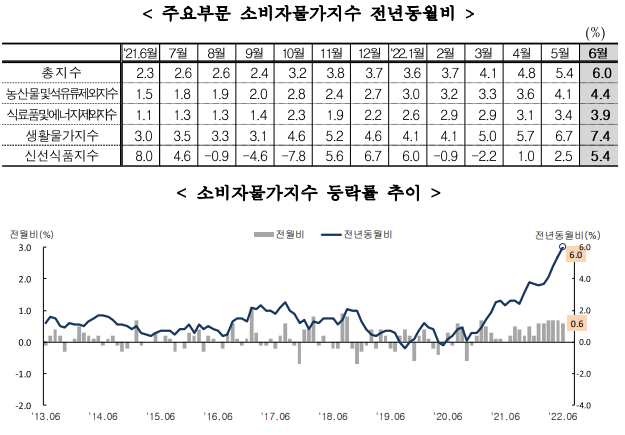 < 주요부문 소비자물가지수 전년동월비 >
(%)
'21.6월 7월 8월 9월 10월 11월 12월 '22.1월 2월 3월 4월 5월 6월
총지수 2.3 2.6 2.6 2.4 3.2 3.8 3.7 3.6 3.7 4.1 4.8 5.4 6.0
농산물및석유류제외지수 1.5 1.8 1.9 2.0 2.8 2.4 2.7 3.0 3.2 3.3 3.6 4.1 4.4
식료품및에너지제외지수 1.1 1.3 1.3 1.4 2.3 1.9 2.2 2.6 2.9 2.9 3.1 3.4 3.9
생활물가지수 3.0 3.5 3.3 3.1 4.6 5.2 4.6 4.1 4.1 5.0 5.7 6.7 7.4
신선식품지수 8.0 4.6 -0.9 -4.6 -7.8 5.6 6.7 6.0 -0.9 -2.2 1.0 2.5 5.4
< 소비자물가지수 등락률 추이 >
전월비(%) 전월비 전년동월비 전년동월비(%)
3.0 6.0
6.0
2.0 4.0
1.0 2.0
0.6
0.0 0.0
-1.0 -2.0
-2.0 -4.0
'13.06 '14.06 '15.06 '16.06 '17.06 '18.06 '19.06 '20.06 '21.06 '22.06